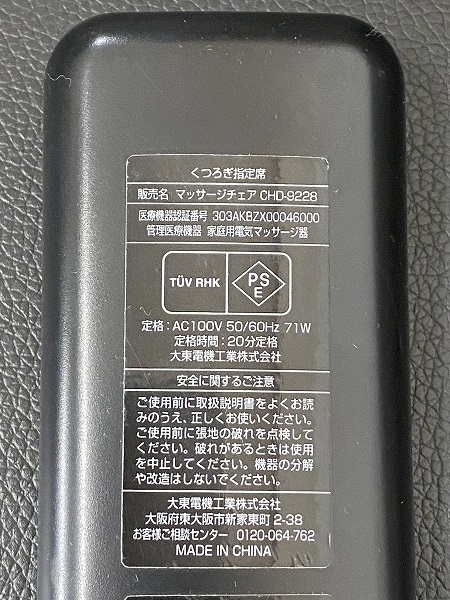 くつろぎ指定席
販売名 マッサージチェア CHD-9228
医療機器認証番号 303AKBZX00046000
管理医療機器 家庭用電気マッサージ器
TÜV RHK
PS
E
定格：AC100V 50/60Hz 71W
定格時間：20分定格
大東電機工業株式会社
安全に関するご注意
ご使用前に取扱説明書をよくお読
みのうえ、正しくお使いください。
ご使用前に張地の破れを点検して
ください。破れがあるときは使用
を中止してください。機器の分解
や改造はしないでください。
大東電機工業株式会社
大阪府東大阪市新家東町 2-38
お客様ご相談センター 0120-064-762
MADE IN CHINA